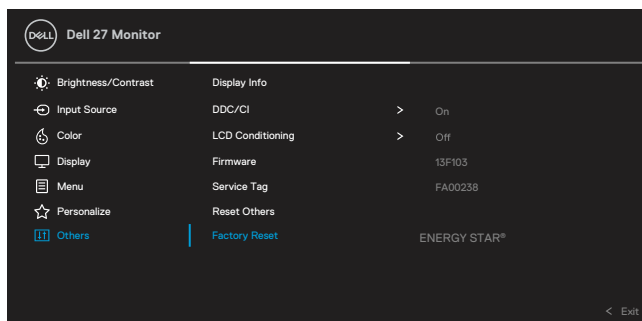 DELL Dell 27 Monitor
Brightness/Contrast Display Info
Input Source DDC/CI > On
Color LCD Conditioning > Off
Display Firmware 13F103
Menu Service Tag FA00238
Personalize Reset Others
Others Factory Reset ENERGY STAR®
< Exit